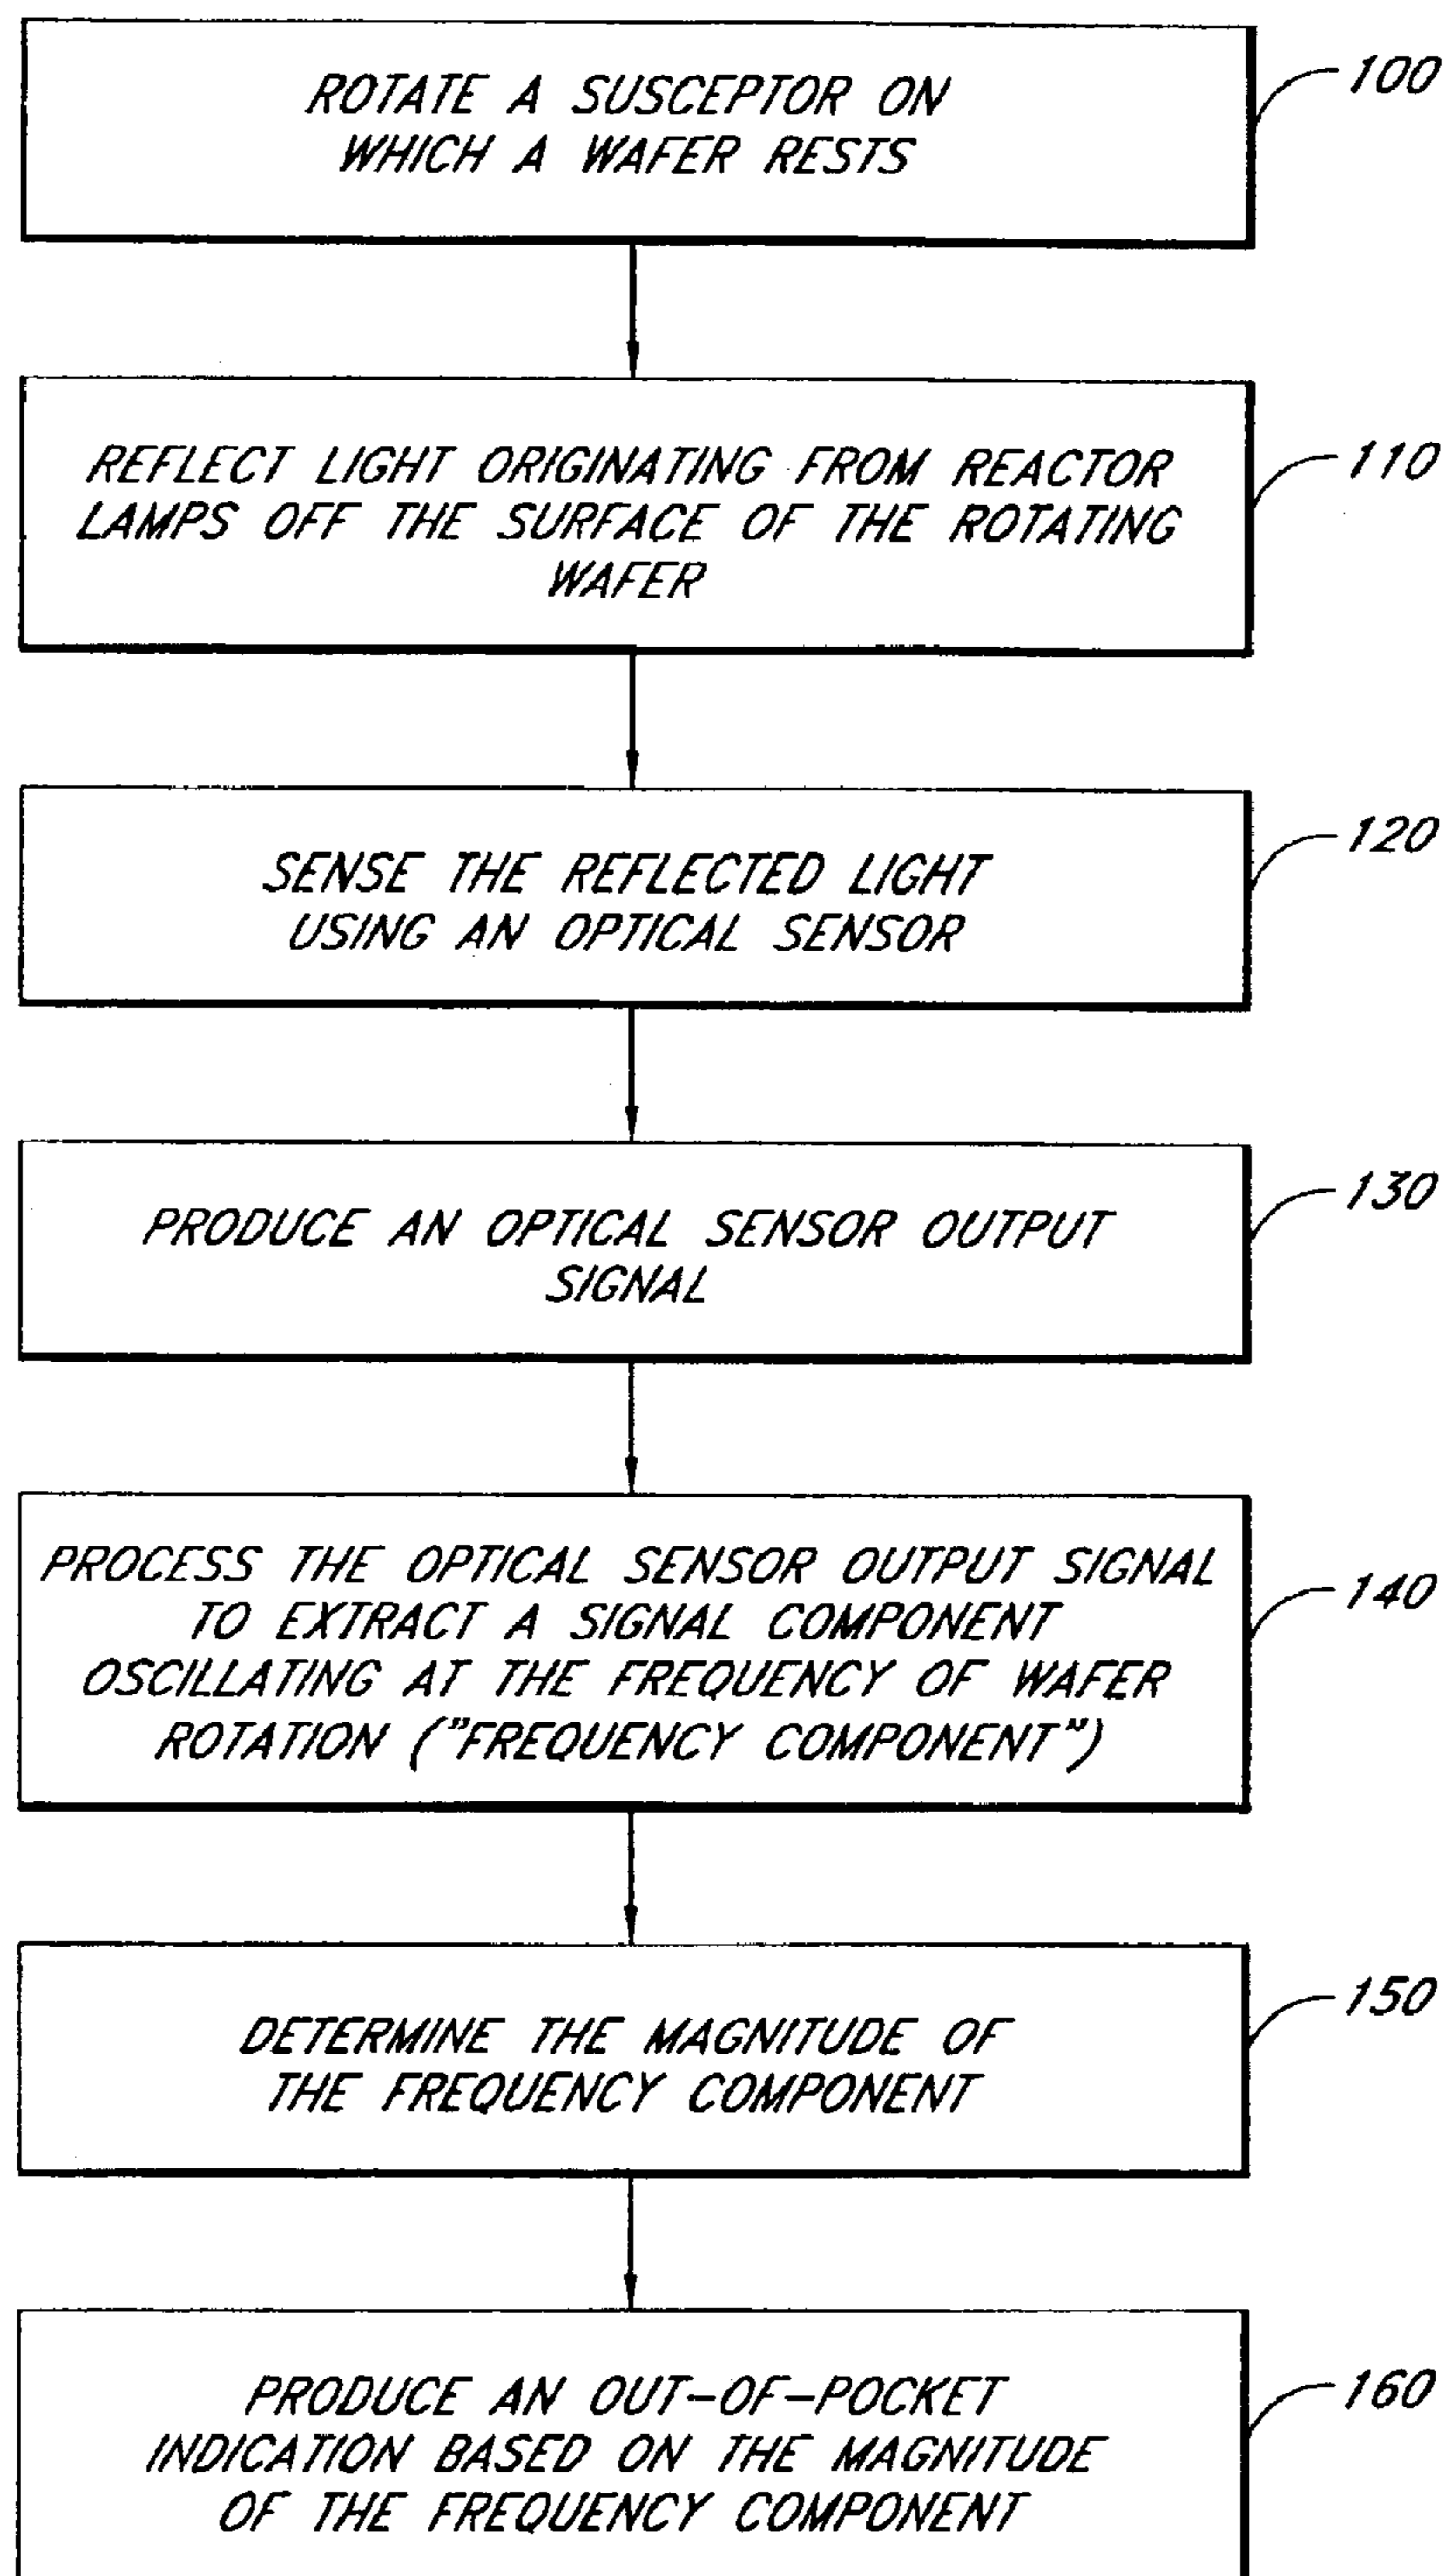 ROTATE A SUSCEPTOR ON
WHICH A WAFER RESTS
100
REFLECT LIGHT ORIGINATING FROM REACTOR
LAMPS OFF THE SURFACE OF THE ROTATING
WAFER
110
SENSE THE REFLECTED LIGHT
USING AN OPTICAL SENSOR
120
PRODUCE AN OPTICAL SENSOR OUTPUT
SIGNAL
130
PROCESS THE OPTICAL SENSOR OUTPUT SIGNAL
TO EXTRACT A SIGNAL COMPONENT
OSCILLATING AT THE FREQUENCY OF WAFER
ROTATION ("FREQUENCY COMPONENT")
140
DETERMINE THE MAGNITUDE OF
THE FREQUENCY COMPONENT
150
PRODUCE AN OUT-OF-POCKET
INDICATION BASED ON THE MAGNITUDE
OF THE FREQUENCY COMPONENT
160